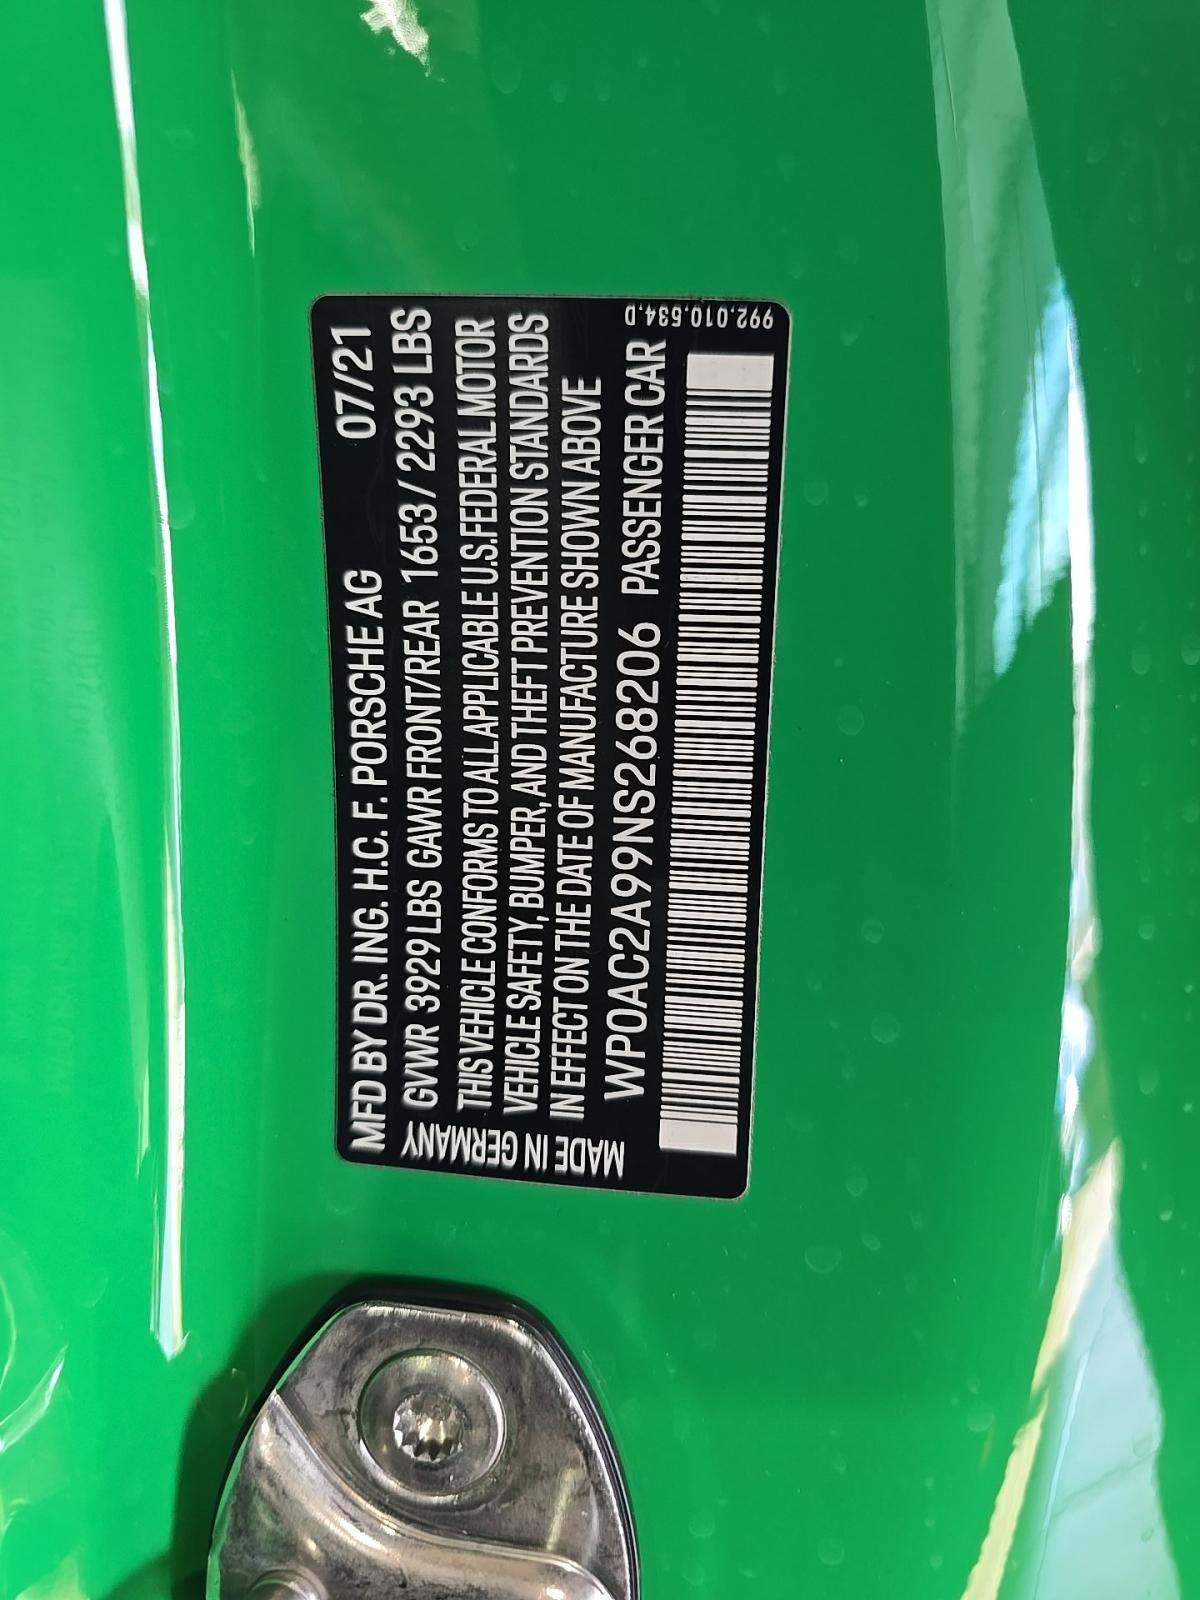 MFD BY DR. ING. H.C. F. PORSCHE AG 07/21
GVWR 3929 LBS GAWR FRONT/REAR 1653 / 2293 LBS
THIS VEHICLE CONFORMS TO ALL APPLICABLE U.S. FEDERAL MOTOR
VEHICLE SAFETY, BUMPER, AND THEFT PREVENTION STANDARDS
IN EFFECT ON THE DATE OF MANUFACTURE SHOWN ABOVE
WP0AC2A99NS268206 PASSENGER CAR
MADE IN GERMANY
992.010.534.D